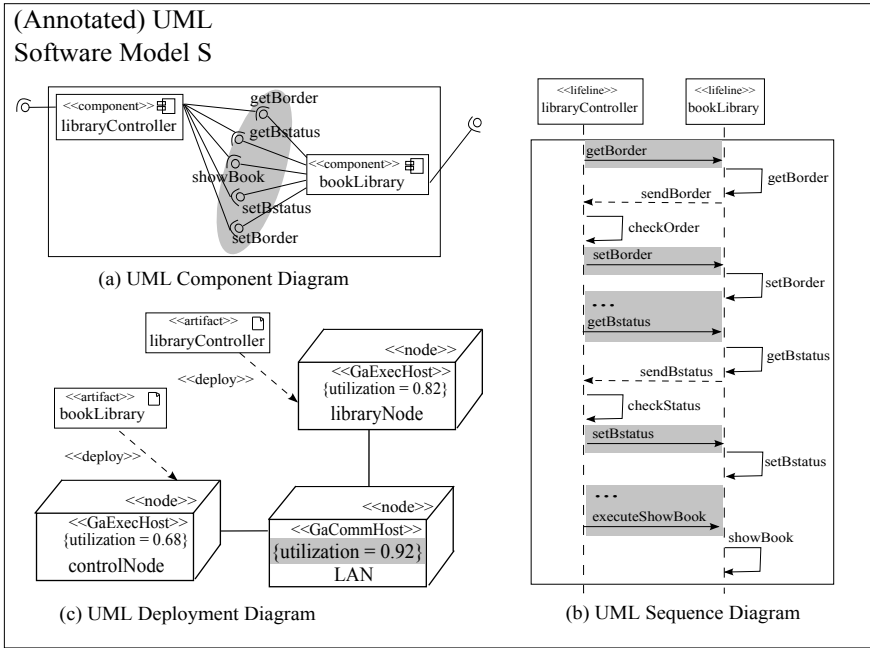 (Annotated) UML
Software Model S
<<component>>
libraryController
getBorder
getBstatus
showBook
setBstatus
setBorder
<<component>>
bookLibrary
(a) UML Component Diagram
<<artifact>>
libraryController
<<deploy>>
<<artifact>>
bookLibrary
<<deploy>>
<<node>>
<<GaExecHost>>
{utilization = 0.82}
libraryNode
<<node>>
<<GaExecHost>>
{utilization = 0.68}
controlNode
<<node>>
<<GaCommHost>>
{utilization = 0.92}
LAN
(c) UML Deployment Diagram
<<lifeline>>
libraryController
<<lifeline>>
bookLibrary
getBorder
getBorder
sendBorder
checkOrder
setBorder
setBorder
...
getBstatus
getBstatus
sendBstatus
checkStatus
setBstatus
setBstatus
...
executeShowBook
showBook
(b) UML Sequence Diagram